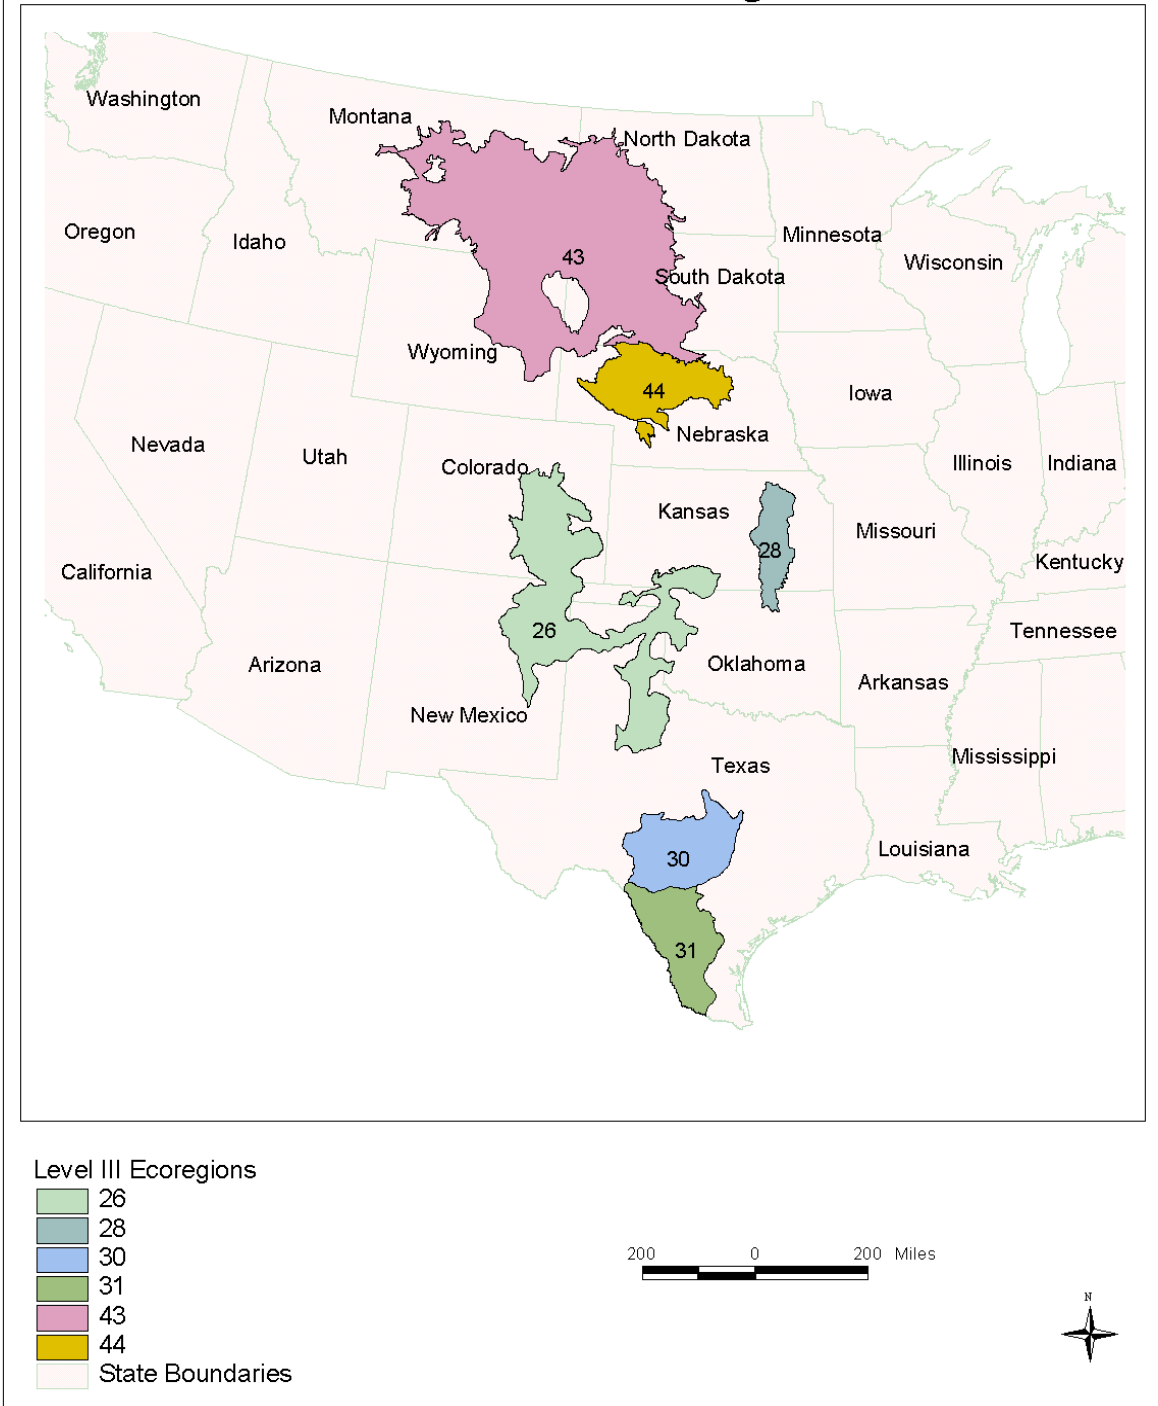 Washington
Montana
North Dakota
Oregon
Idaho
Minnesota
Wisconsin
43
South Dakota
Wyoming
44
Iowa
Nebraska
Nevada
Utah
Colorado
Illinois
Indiana
Kansas
Missouri
28
California
Kentucky
26
Tennessee
Arizona
Oklahoma
Arkansas
New Mexico
Mississippi
Texas
30
Louisiana
31
Level III Ecoregions
26
28
30
31
43
44
State Boundaries
200 0 200 Miles
N